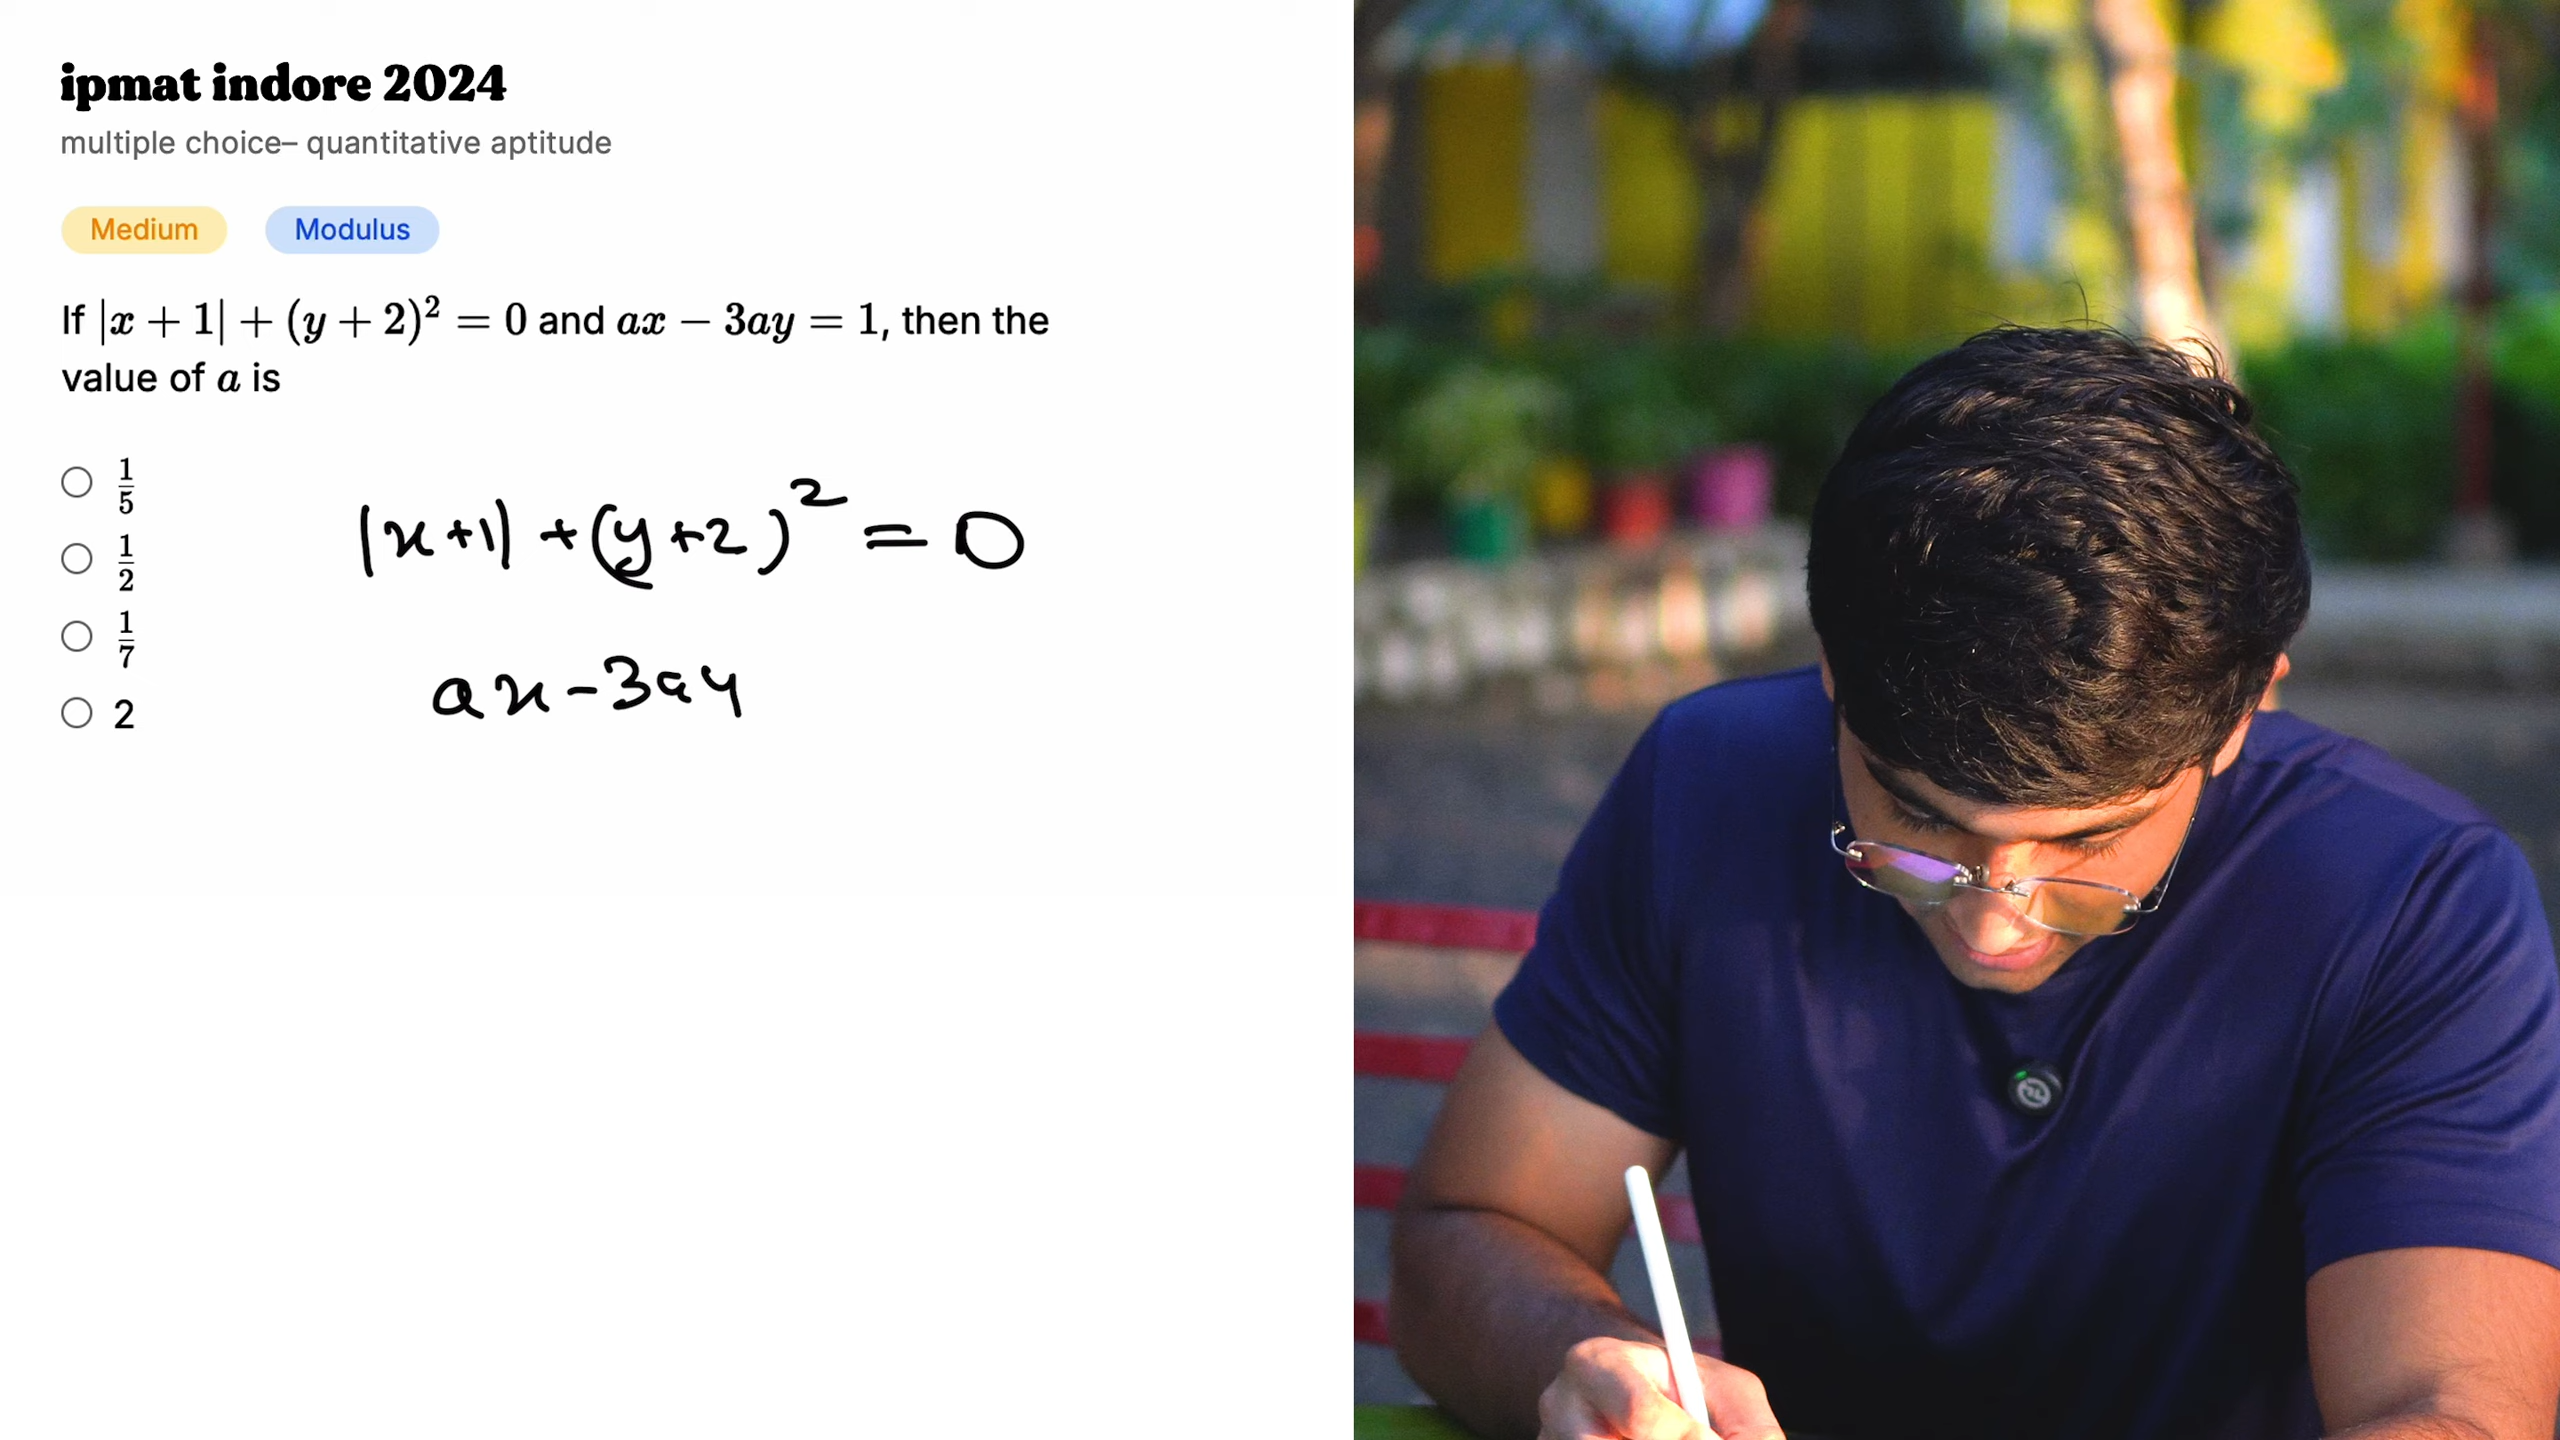 ipmat indore 2024
multiple choice– quantitative aptitude
Medium Modulus
If |x + 1| + (y + 2)² = 0 and ax − 3ay = 1, then the
value of a is
1/5
1/2
1/7
2
|x+1| + (y+2)² = 0
ax-3ay